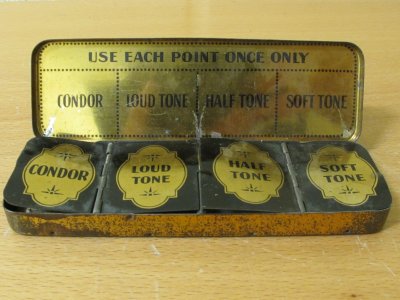 USE EACH POINT ONCE ONLY
CONDOR LOUD TONE HALF TONE SOFT TONE
CONDOR
LOUD
TONE
HALF
TONE
SOFT
TONE